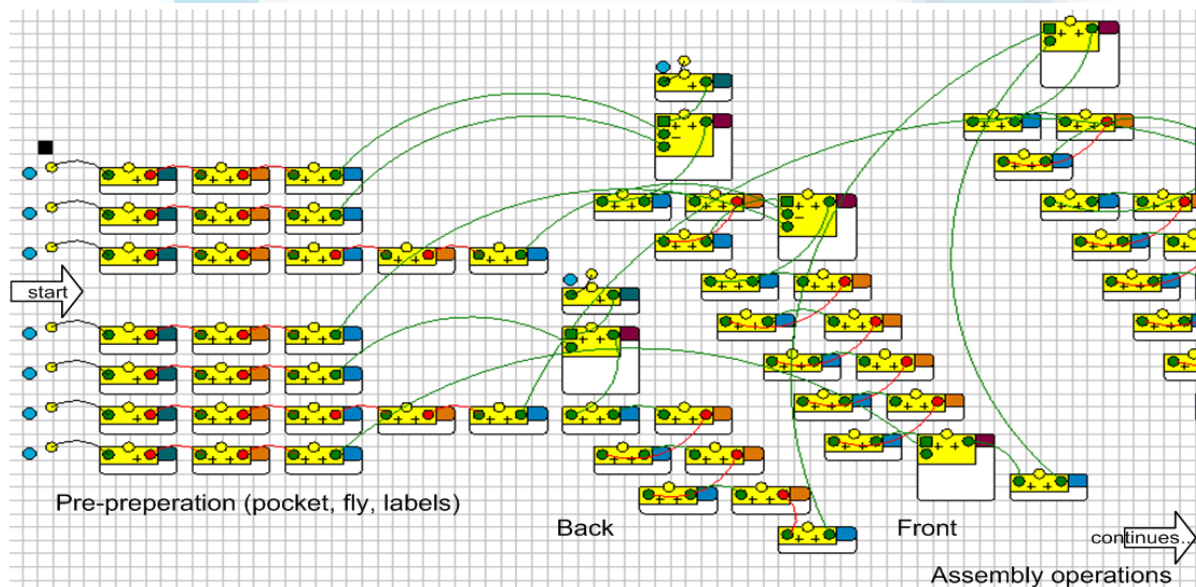 start
Pre-preperation (pocket, fly, labels)
Back
Front
continues...
Assembly operations